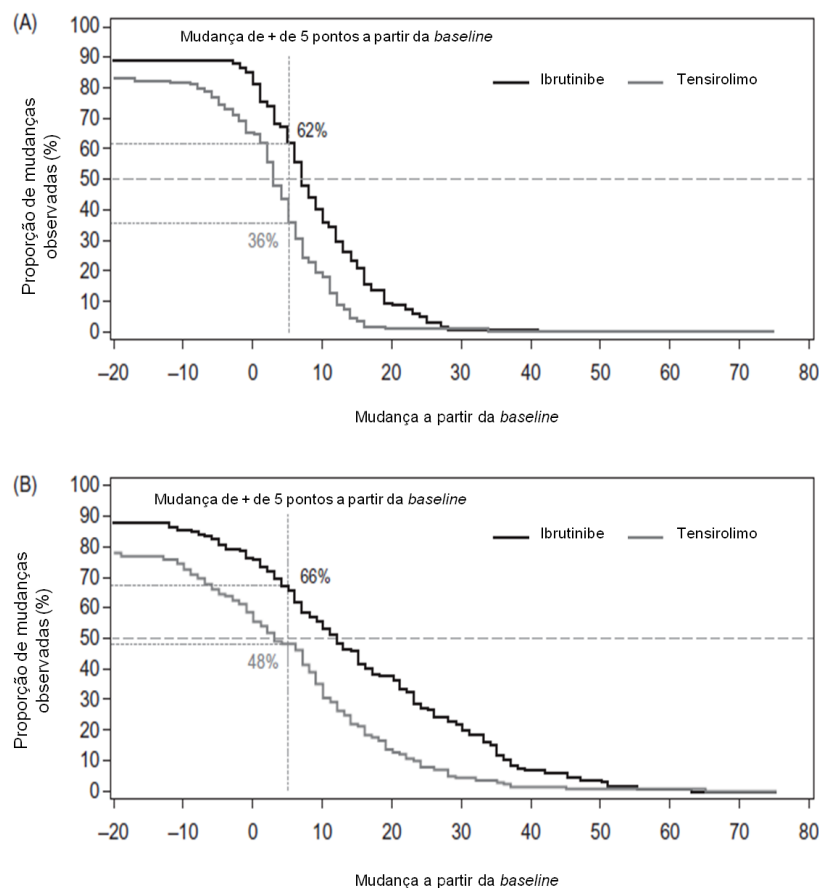 (A)
Mudança de + de 5 pontos a partir da baseline
Ibrutinibe
Tensirolimo
Proporção de mudanças
observadas (%)
100
90
80
70
60
50
40
30
20
10
0
62%
36%
–20 –10 0 10 20 30 40 50 60 70 80
Mudança a partir da baseline
(B)
Mudança de + de 5 pontos a partir da baseline
Ibrutinibe
Tensirolimo
Proporção de mudanças
observadas (%)
100
90
80
70
60
50
40
30
20
10
0
66%
48%
–20 –10 0 10 20 30 40 50 60 70 80
Mudança a partir da baseline